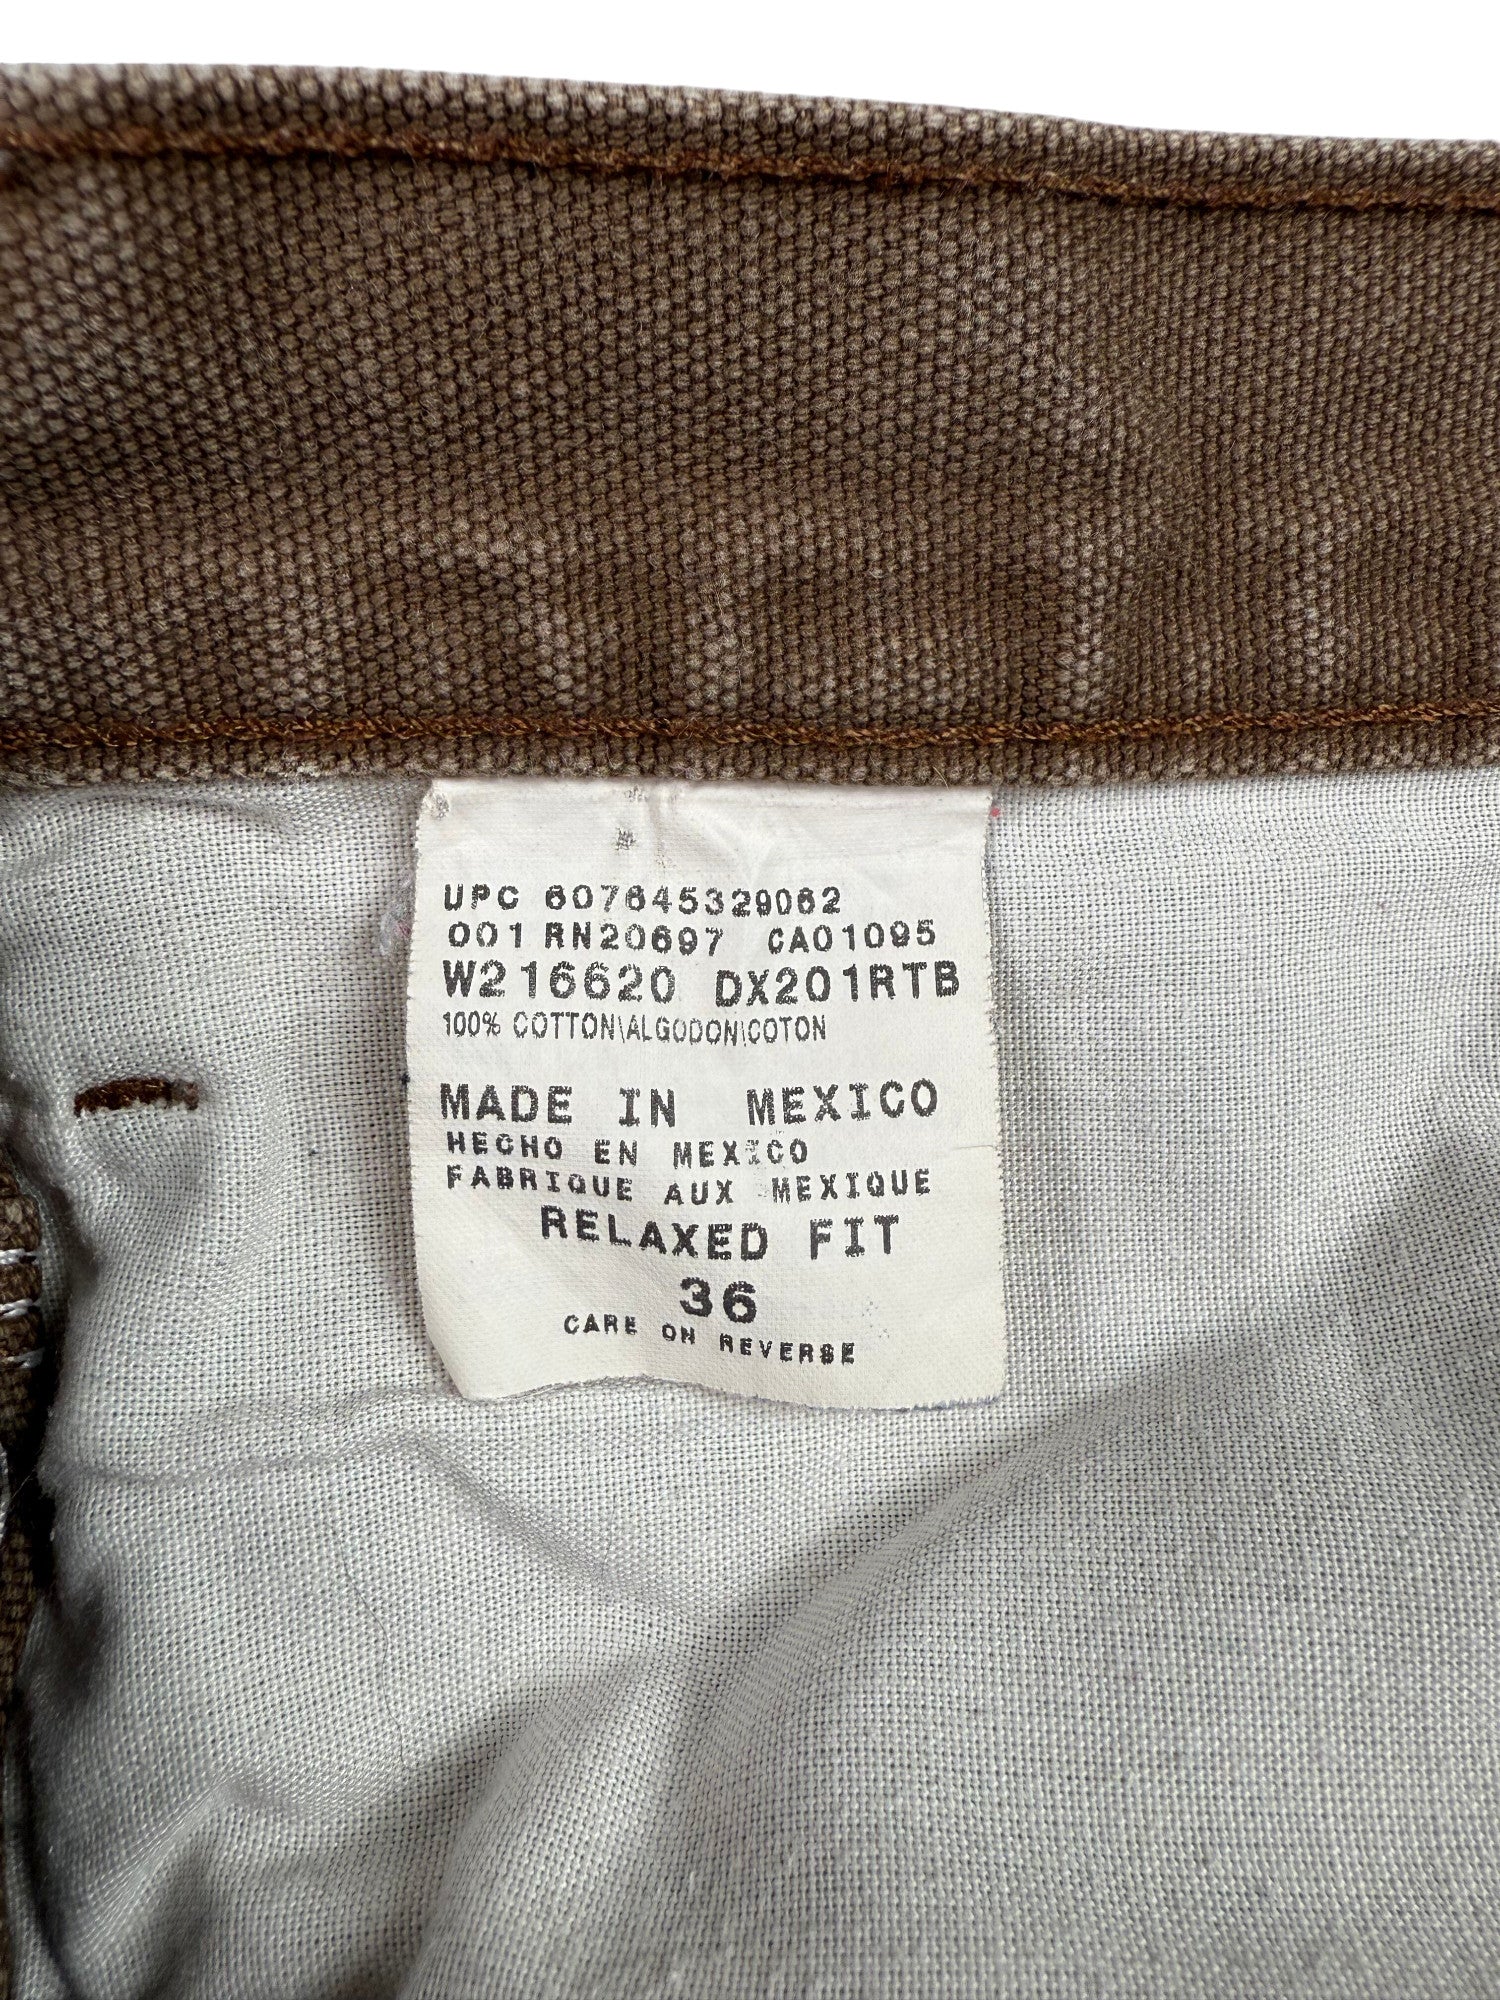 UPC 607645329062
001 RN20697 CA01095
W216620 DX201RTB
100% COTTON\ALGODON\COTON
MADE IN MEXICO
HECHO EN MEXICO
FABRIQUE AUX MEXIQUE
RELAXED FIT
36
CARE ON REVERSE